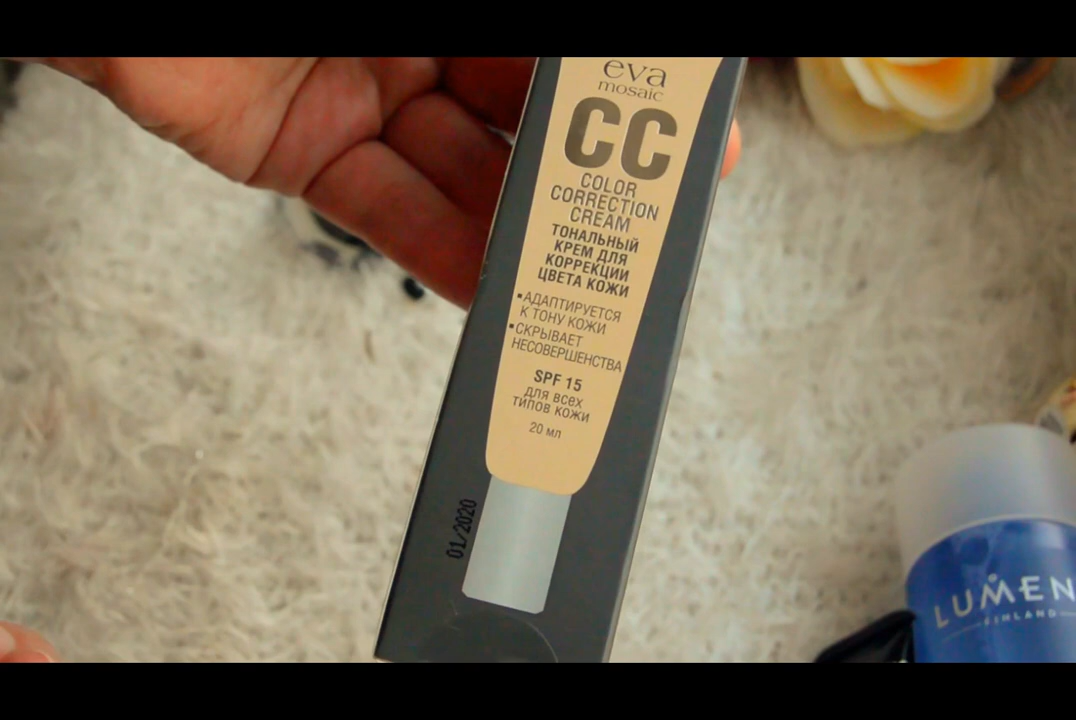 eva
mosaic
CC
COLOR
CORRECTION
CREAM
ТОНАЛЬНЫЙ
КРЕМ ДЛЯ
КОРРЕКЦИИ
ЦВЕТА КОЖИ
▪АДАПТИРУЕТСЯ
К ТОНУ КОЖИ
▪СКРЫВАЕТ
НЕСОВЕРШЕНСТВА
SPF 15
для всех
типов кожи
20 мл
01/2020
LUMEN
FINLAND